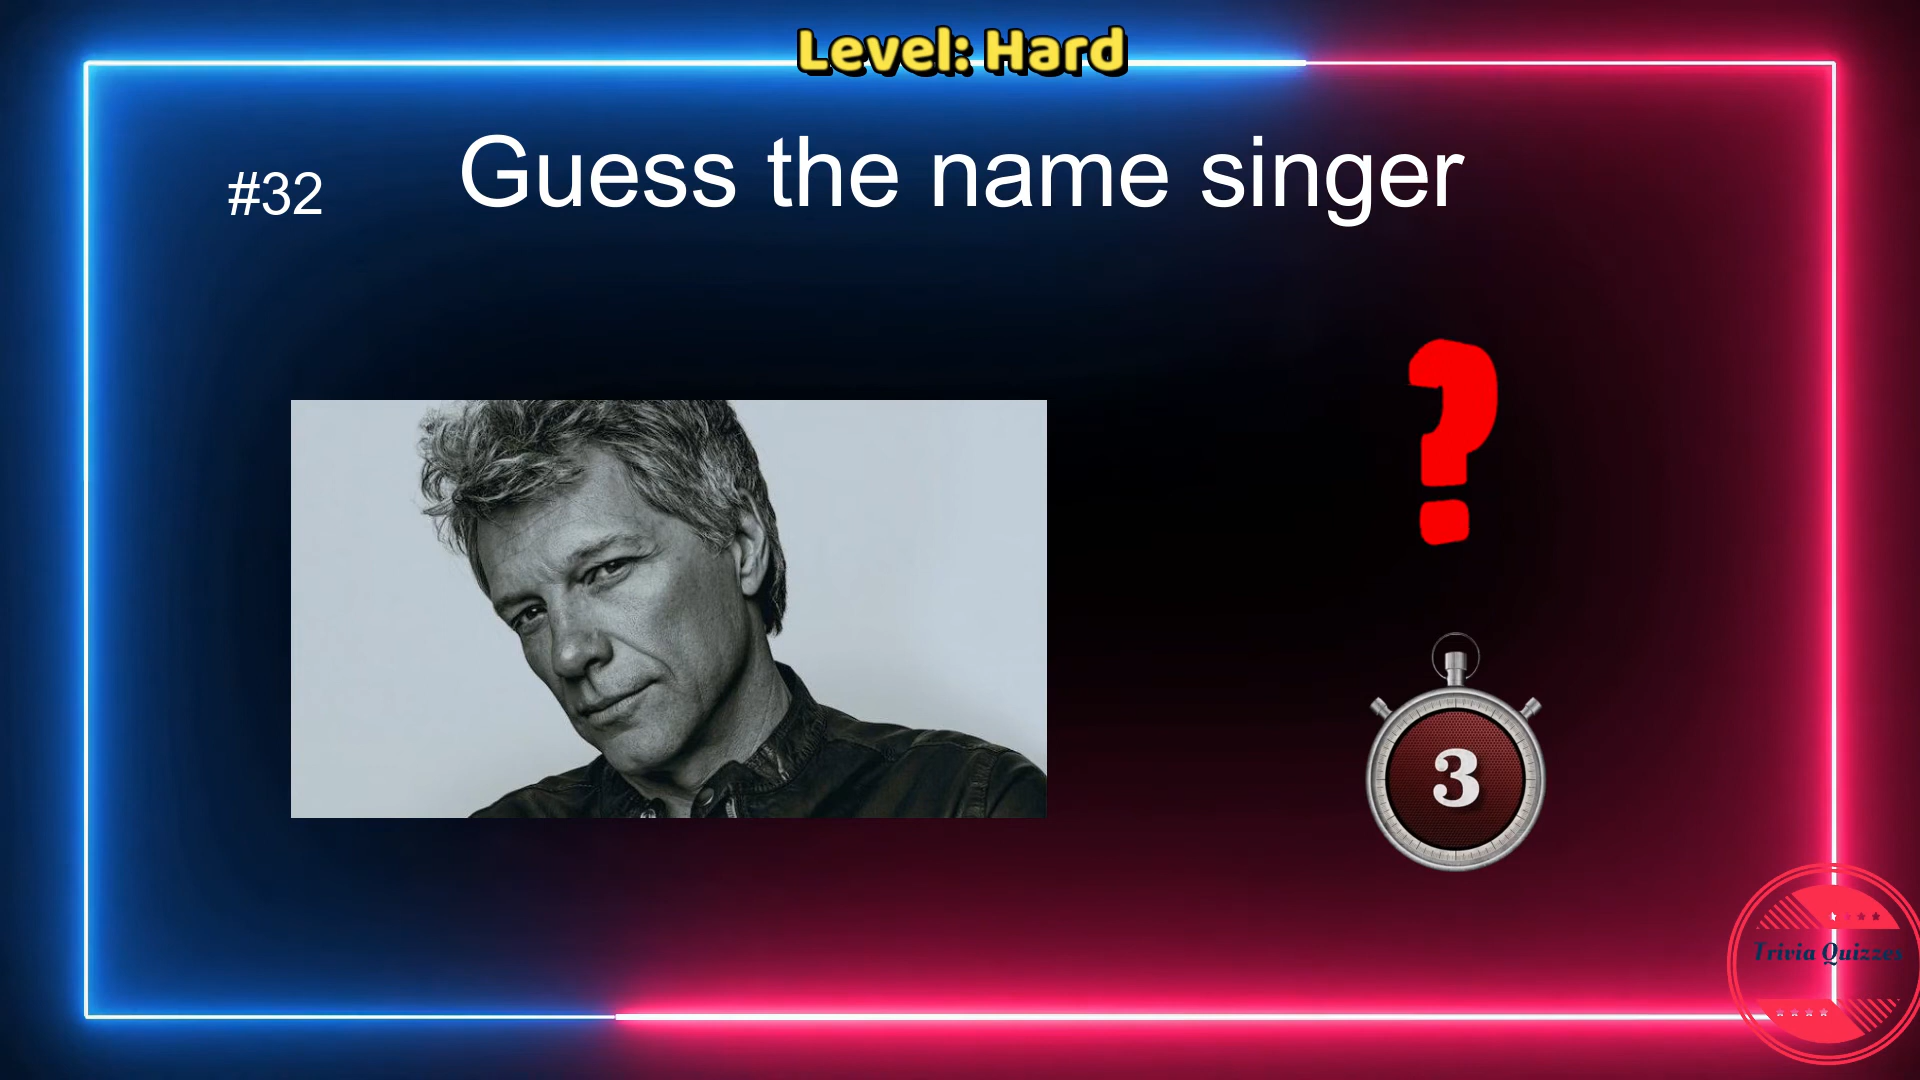 Level: Hard
#32
Guess the name singer
3
Trivia Quizzes